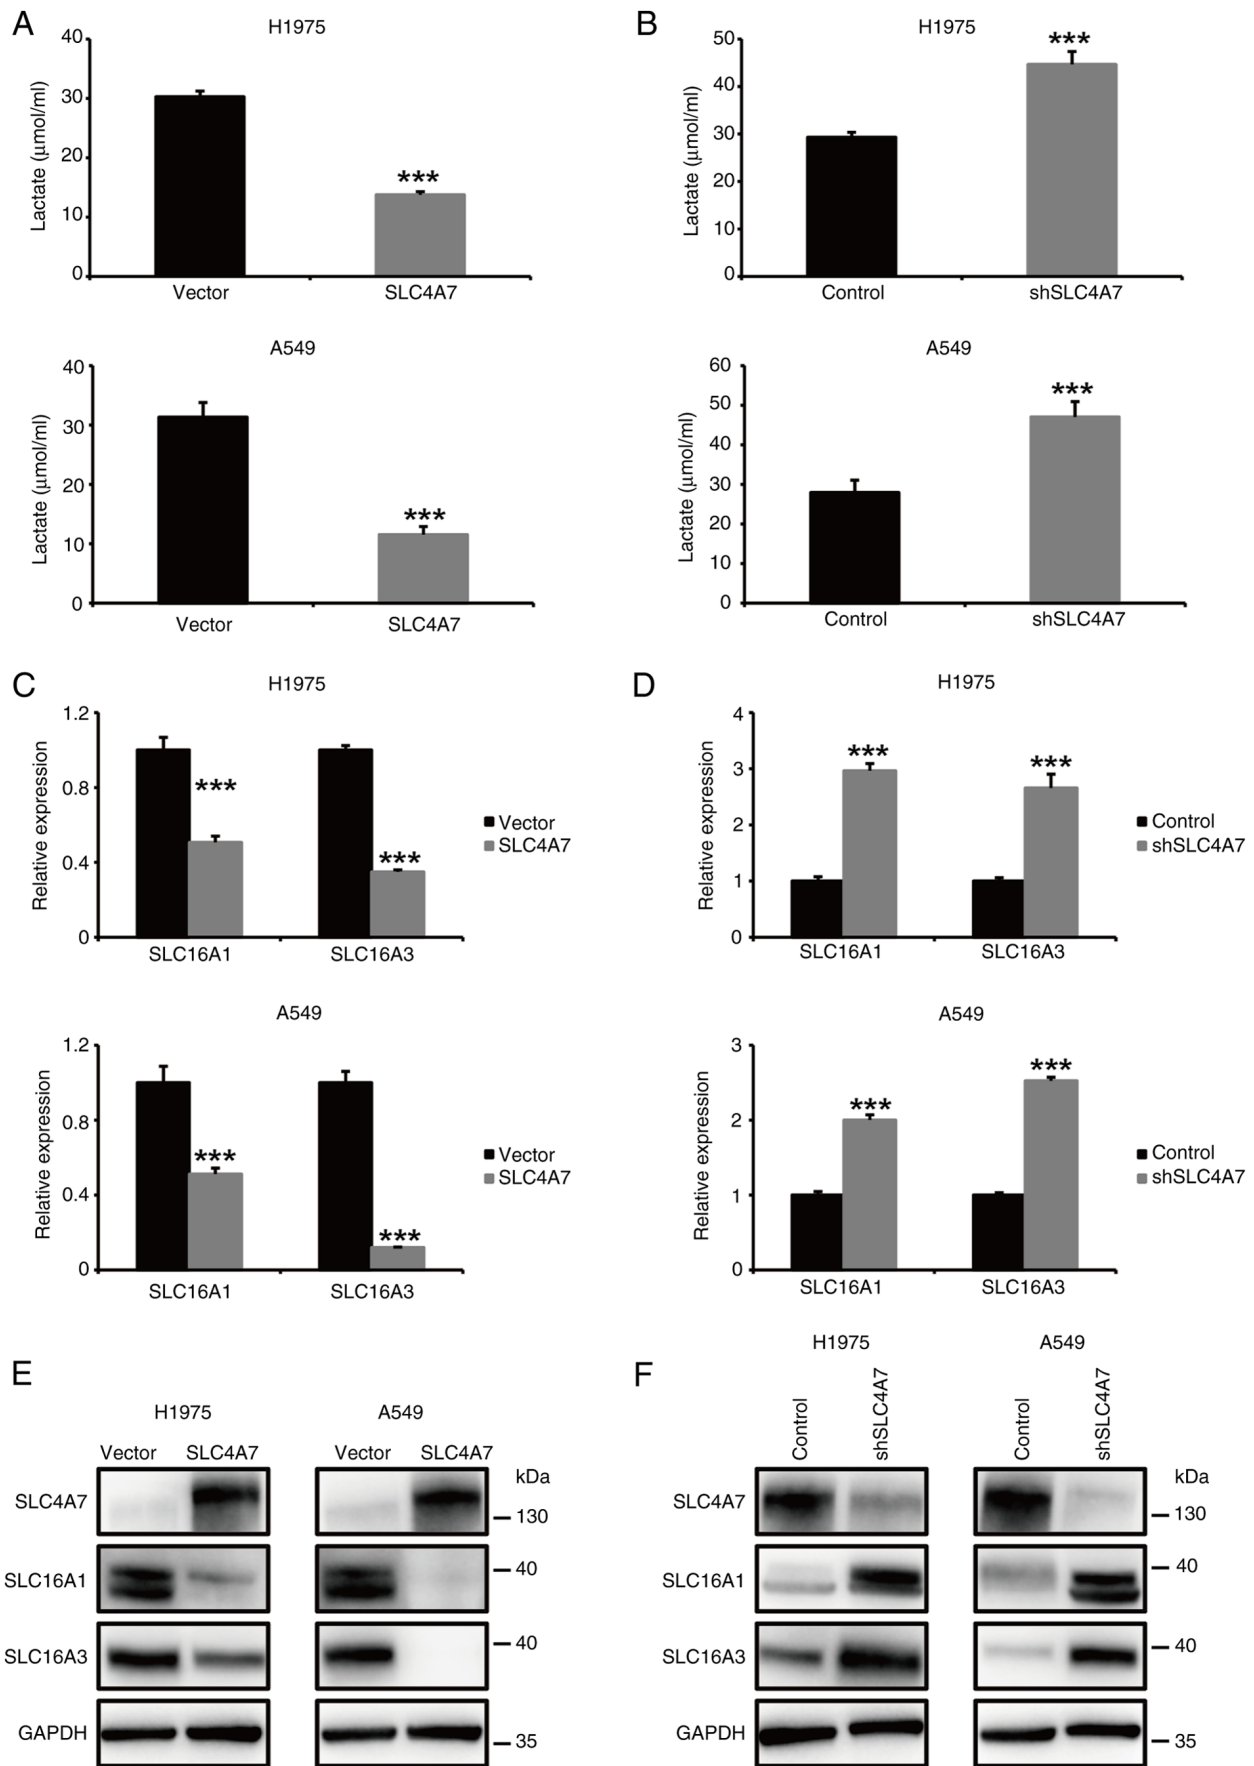 A
H1975
40
30
20
10
0
Lactate (μmol/ml)
***
Vector SLC4A7
A549
40
30
20
10
0
Lactate (μmol/ml)
***
Vector SLC4A7
B
H1975
50
40
30
20
10
0
Lactate (μmol/ml)
***
Control shSLC4A7
A549
60
50
40
30
20
10
0
Lactate (μmol/ml)
***
Control shSLC4A7
C
H1975
1.2
0.8
0.4
0
Relative expression
***
***
SLC16A1 SLC16A3
Vector
SLC4A7
A549
1.2
0.8
0.4
0
Relative expression
***
***
SLC16A1 SLC16A3
Vector
SLC4A7
D
H1975
4
3
2
1
0
Relative expression
***
***
SLC16A1 SLC16A3
Control
shSLC4A7
A549
3
2
1
0
Relative expression
***
***
SLC16A1 SLC16A3
Control
shSLC4A7
E
H1975 A549
Vector SLC4A7 Vector SLC4A7
kDa
SLC4A7 130
SLC16A1 40
SLC16A3 40
GAPDH 35
F
H1975 A549
Control shSLC4A7 Control shSLC4A7
kDa
SLC4A7 130
SLC16A1 40
SLC16A3 40
GAPDH 35